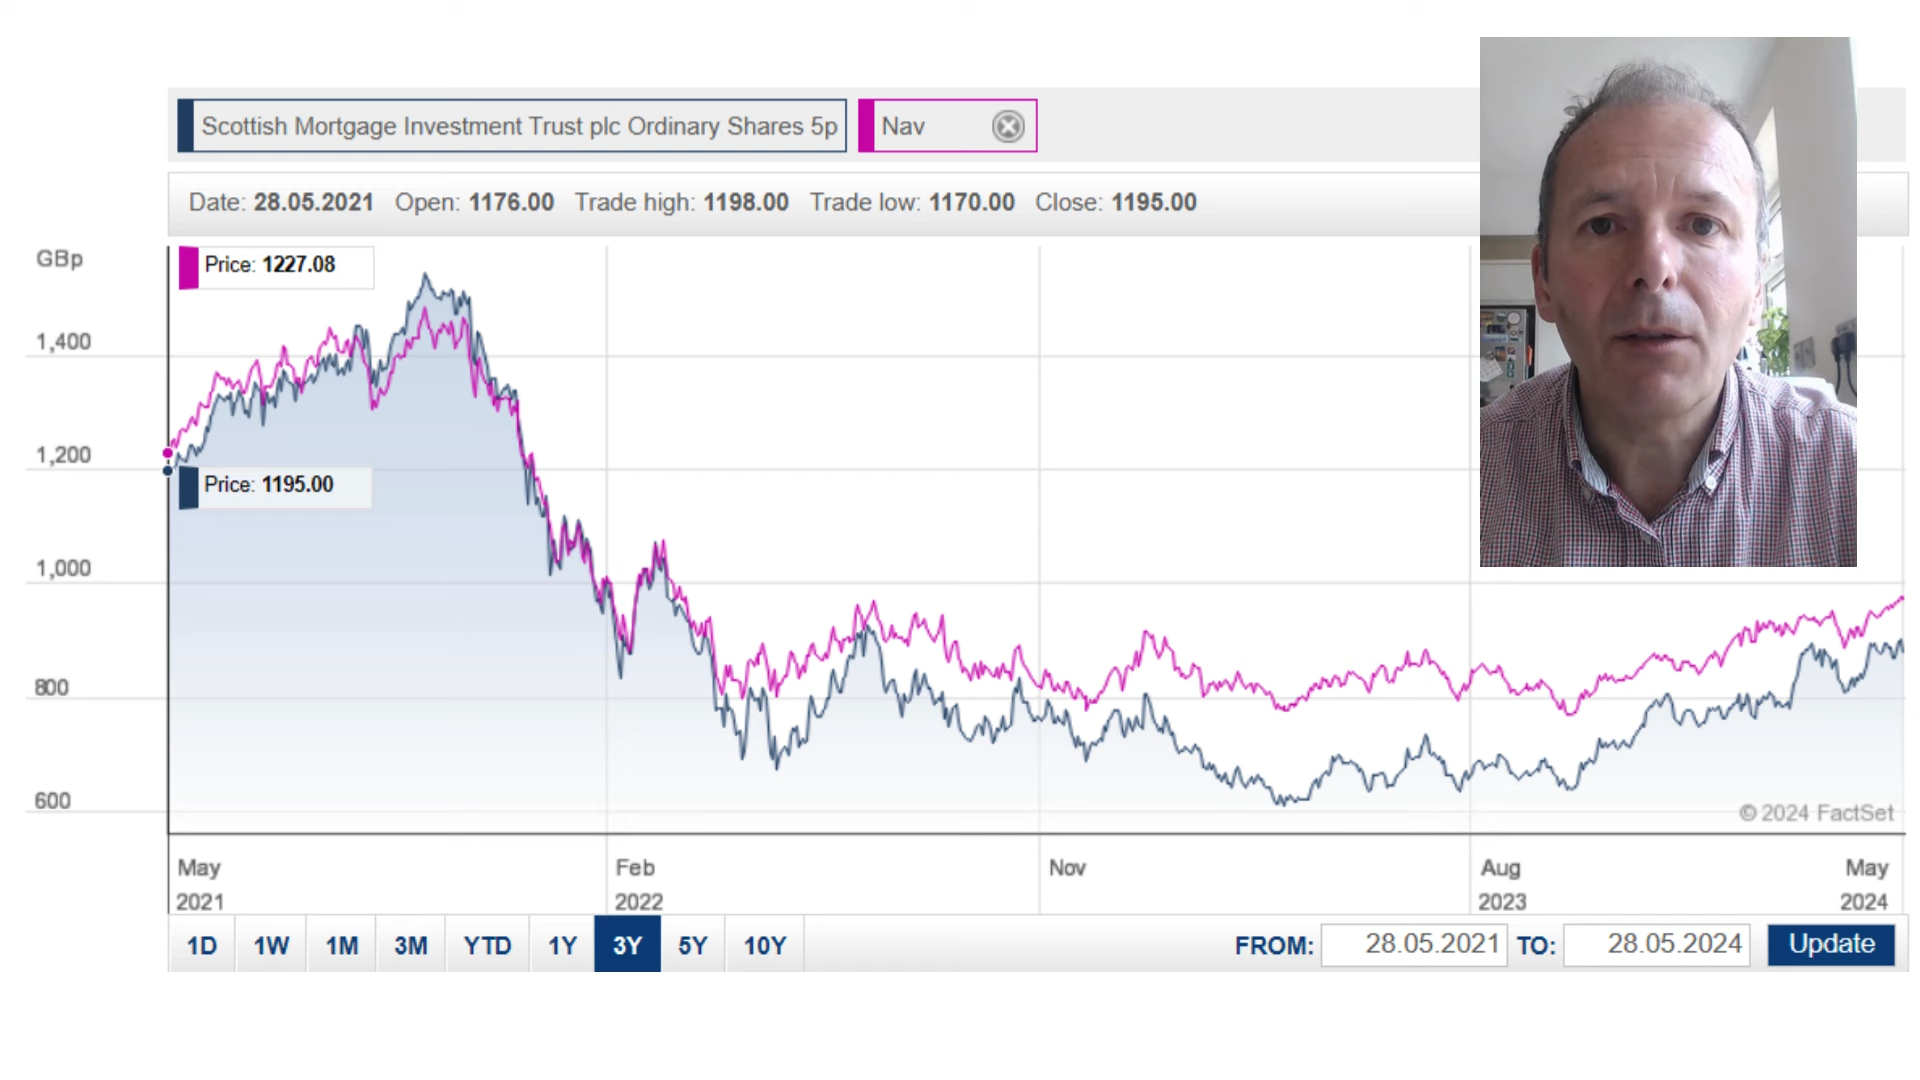 Scottish Mortgage Investment Trust plc Ordinary Shares 5p
Nav
Date: 28.05.2021 Open: 1176.00 Trade high: 1198.00 Trade low: 1170.00 Close: 1195.00
GBp
Price: 1227.08
1,400
1,200
Price: 1195.00
1,000
800
600
© 2024 FactSet
May
2021
Feb
2022
Nov
Aug
2023
May
2024
1D 1W 1M 3M YTD 1Y 3Y 5Y 10Y
FROM: 28.05.2021 TO: 28.05.2024 Update